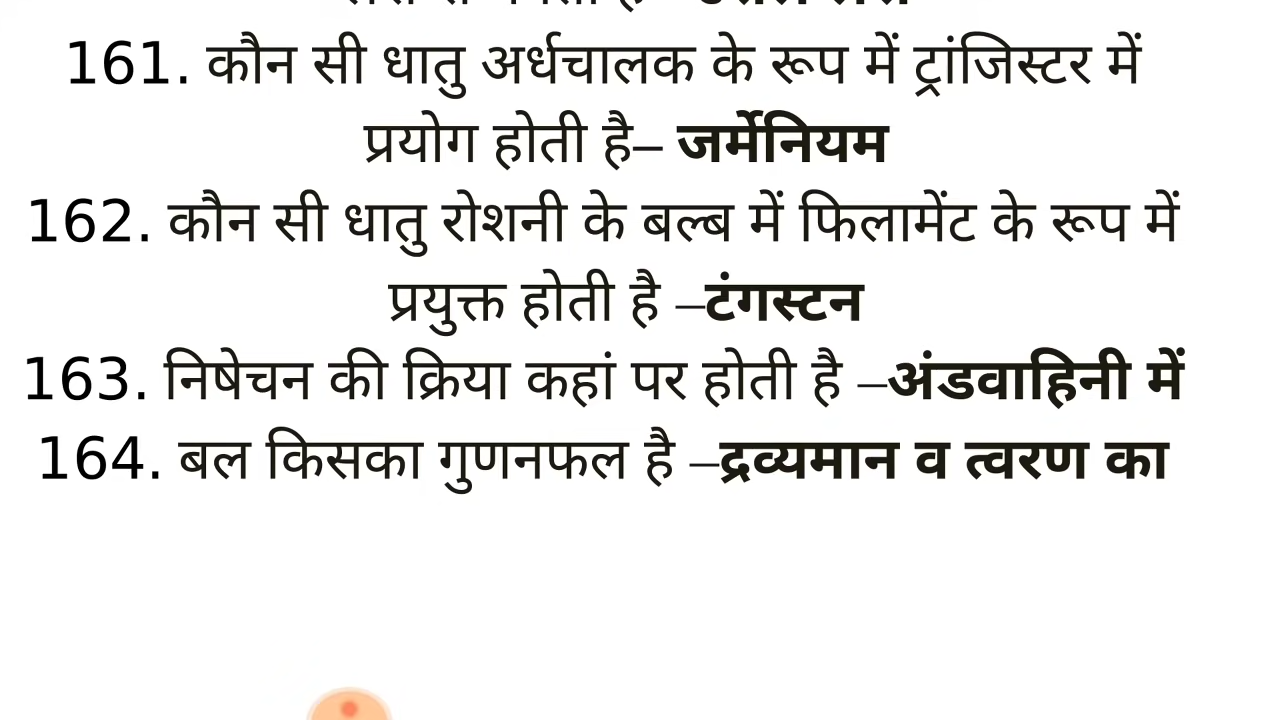 161. कौन सी धातु अर्धचालक के रूप में ट्रांजिस्टर में
प्रयोग होती है– जर्मेनियम
162. कौन सी धातु रोशनी के बल्ब में फिलामेंट के रूप में
प्रयुक्त होती है –टंगस्टन
163. निषेचन की क्रिया कहां पर होती है –अंडवाहिनी में
164. बल किसका गुणनफल है –द्रव्यमान व त्वरण का